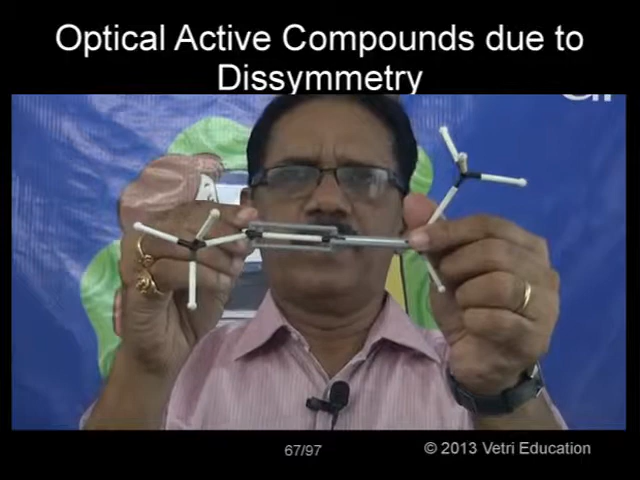 Optical Active Compounds due to
Dissymmetry
67/97
© 2013 Vetri Education